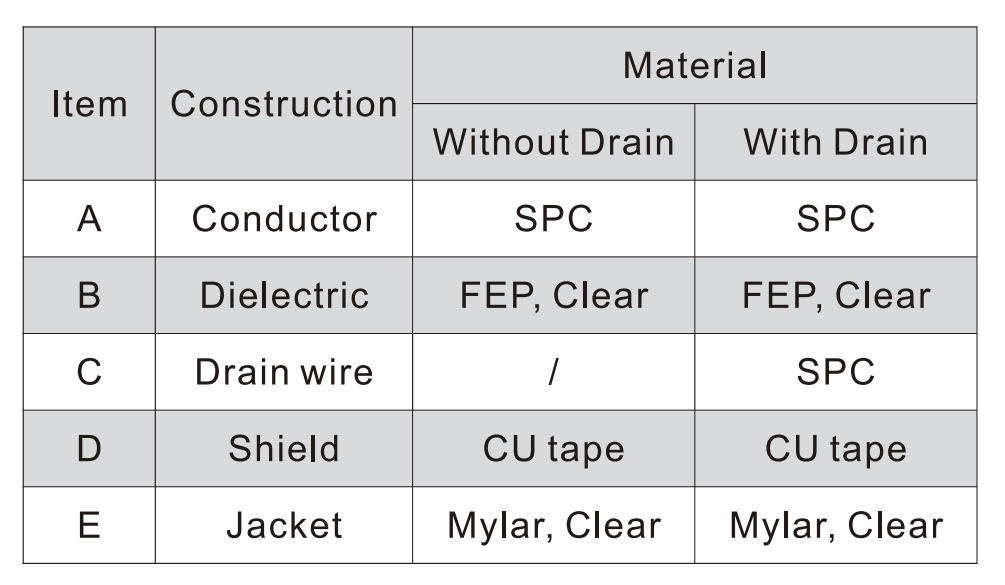 Item Construction Material
Without Drain With Drain
A Conductor SPC SPC
B Dielectric FEP, Clear FEP, Clear
C Drain wire / SPC
D Shield CU tape CU tape
E Jacket Mylar, Clear Mylar, Clear